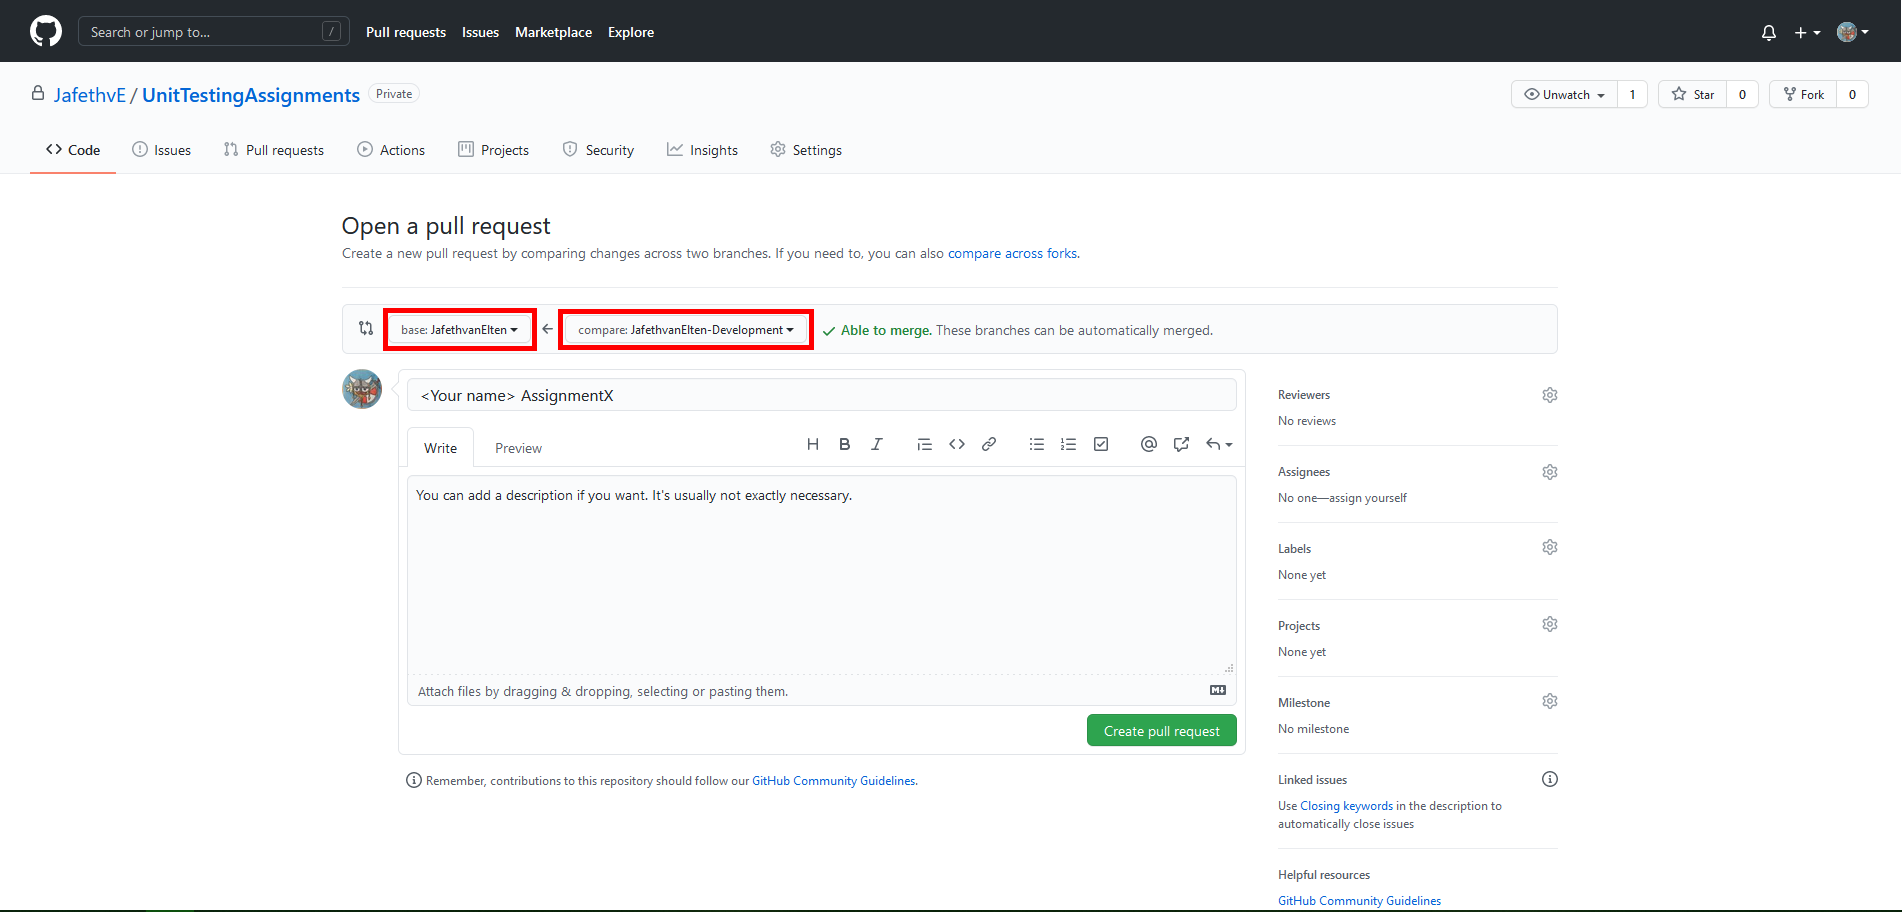 Search or jump to... /
Pull requests Issues Marketplace Explore
JafethvE / UnitTestingAssignments Private
Unwatch 1 Star 0 Fork 0
Code Issues Pull requests Actions Projects Security Insights Settings
Open a pull request
Create a new pull request by comparing changes across two branches. If you need to, you can also compare across forks.
base: JafethvanElten compare: JafethvanElten-Development Able to merge. These branches can be automatically merged.
<Your name> AssignmentX
Write Preview
You can add a description if you want. It's usually not exactly necessary.
Attach files by dragging & dropping, selecting or pasting them.
Create pull request
Remember, contributions to this repository should follow our GitHub Community Guidelines.
Reviewers
No reviews
Assignees
No one—assign yourself
Labels
None yet
Projects
None yet
Milestone
No milestone
Linked issues
Use Closing keywords in the description to
automatically close issues
Helpful resources
GitHub Community Guidelines